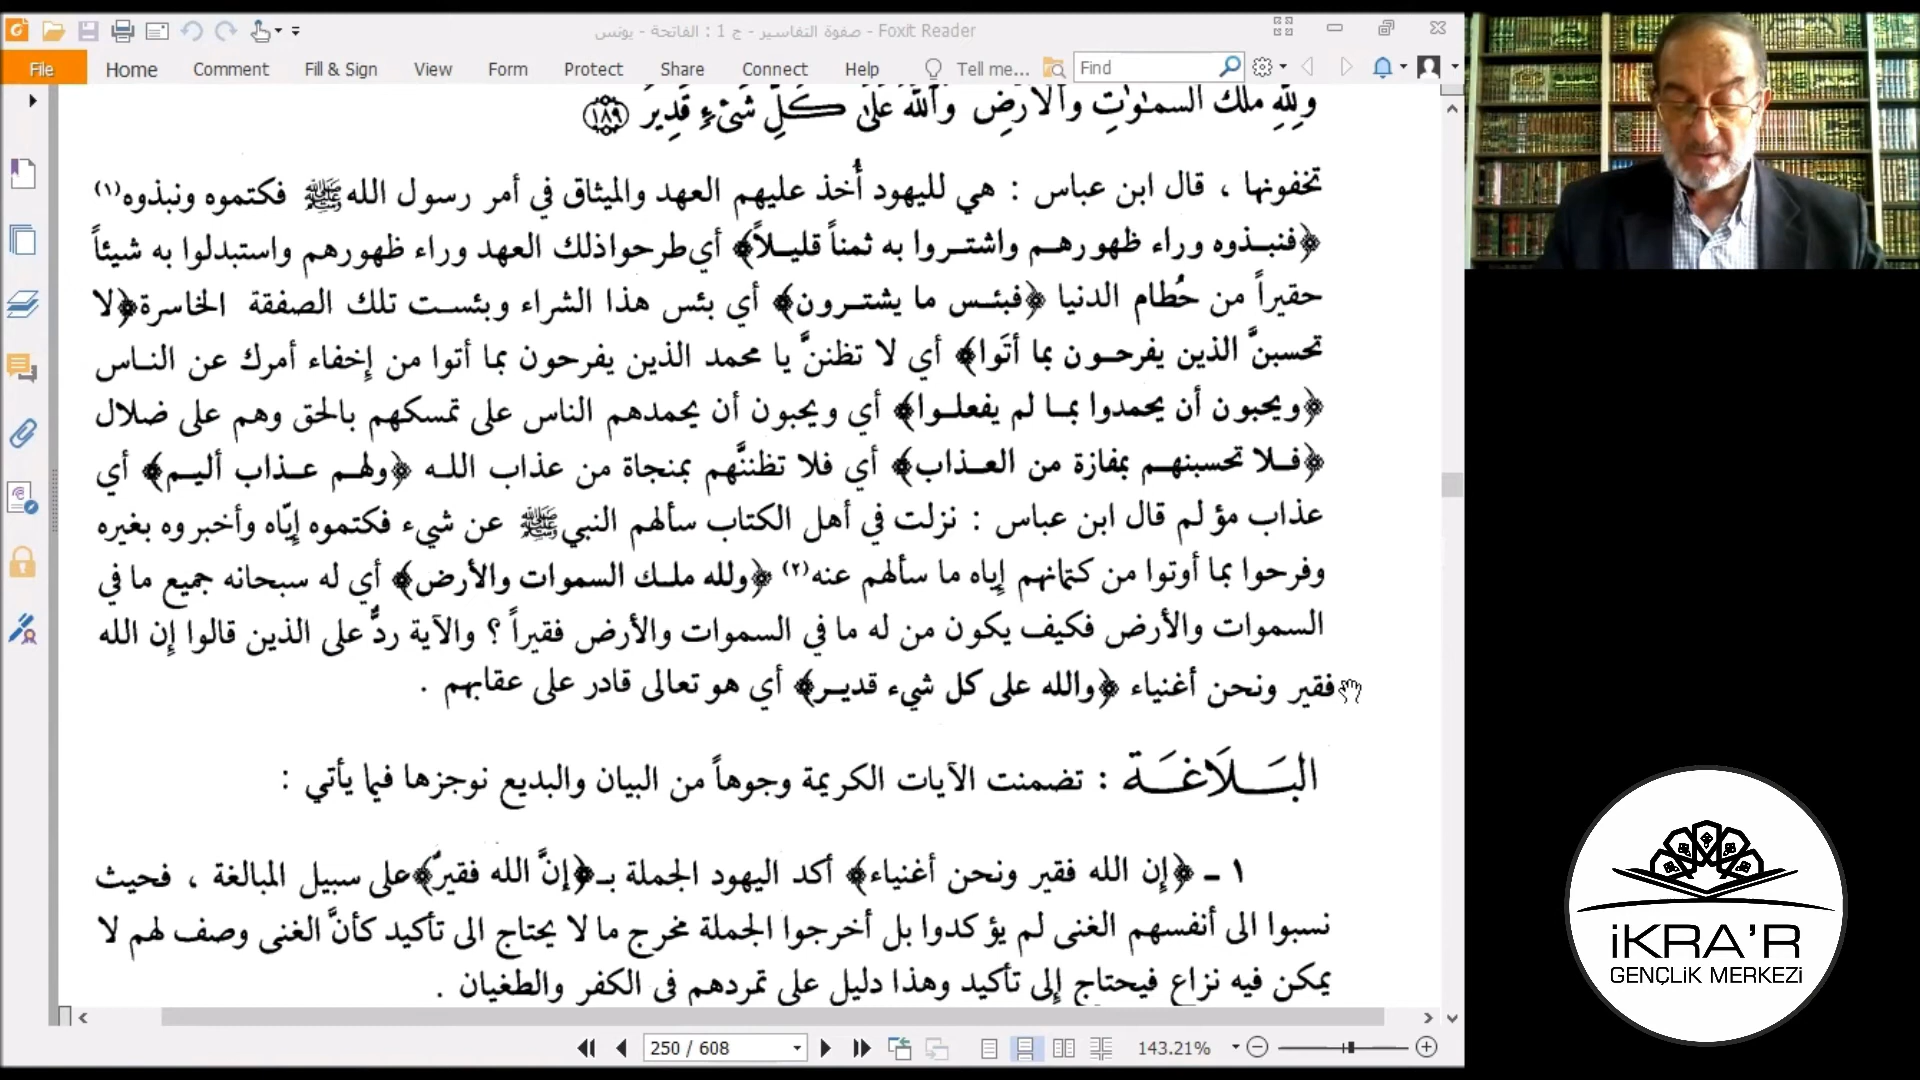 صفوة التفاسير - ج 1 : الفاتحة - يونس - Foxit Reader
File Home Comment Fill & Sign View Form Protect Share Connect Help Tell me... Find
وَلِلَّهِ مُلْكُ السَّمَٰوَٰتِ وَالْأَرْضِ وَاللَّهُ عَلَىٰ كُلِّ شَىْءٍ قَدِيرٌ ﴿١٨٩﴾
تخفونها ، قال ابن عباس : هي لليهود أُخذ عليهم العهد والميثاق في أمر رسول الله ﷺ فكتموه ونبذوه(١)
﴿فنبذوه وراء ظهورهم واشتروا به ثمناً قليلاً﴾ أي طرحوا ذلك العهد وراء ظهورهم واستبدلوا به شيئاً
حقيراً من حُطام الدنيا ﴿فبئس ما يشترون﴾ أي بئس هذا الشراء وبئست تلك الصفقة الخاسرة ﴿لا
تحسبنَّ الذين يفرحون بما أتَوا﴾ أي لا تظننَّ يا محمد الذين يفرحون بما أتوا من إخفاء أمرك عن الناس
﴿ويحبون أن يحمدوا بما لم يفعلوا﴾ أي ويحبون أن يحمدهم الناس على تمسكهم بالحق وهم على ضلال
﴿فلا تحسبنهم بمفازة من العذاب﴾ أي فلا تظننَّهم بمنجاة من عذاب الله ﴿ولهم عذاب أليم﴾ أي
عذاب مؤلم قال ابن عباس : نزلت في أهل الكتاب سألهم النبي ﷺ عن شيء فكتموه إيّاه وأخبروه بغيره
وفرحوا بما أوتوا من كتمانهم إياه ما سألهم عنه(٢) ﴿ولله ملك السموات والأرض﴾ أي له سبحانه جميع ما في
السموات والأرض فكيف يكون من له ما في السموات والأرض فقيراً ؟ والآية ردٌّ على الذين قالوا إن الله
فقير ونحن أغنياء ﴿والله على كل شيء قدير﴾ أي هو تعالى قادر على عقابهم .
البَلَاغَة : تضمنت الآيات الكريمة وجوهاً من البيان والبديع نوجزها فيما يأتي :
١ - ﴿إن الله فقير ونحن أغنياء﴾ أكد اليهود الجملة بـ ﴿إنَّ الله فقيرٌ﴾ على سبيل المبالغة ، فحيث
نسبوا الى أنفسهم الغنى لم يؤكدوا بل أخرجوا الجملة مخرج ما لا يحتاج الى تأكيد كأنَّ الغنى وصف لهم لا
يمكن فيه نزاع فيحتاج إلى تأكيد وهذا دليل على تمردهم في الكفر والطغيان .
250 / 608 143.21%
iKRA'R
GENÇLiK MERKEZi